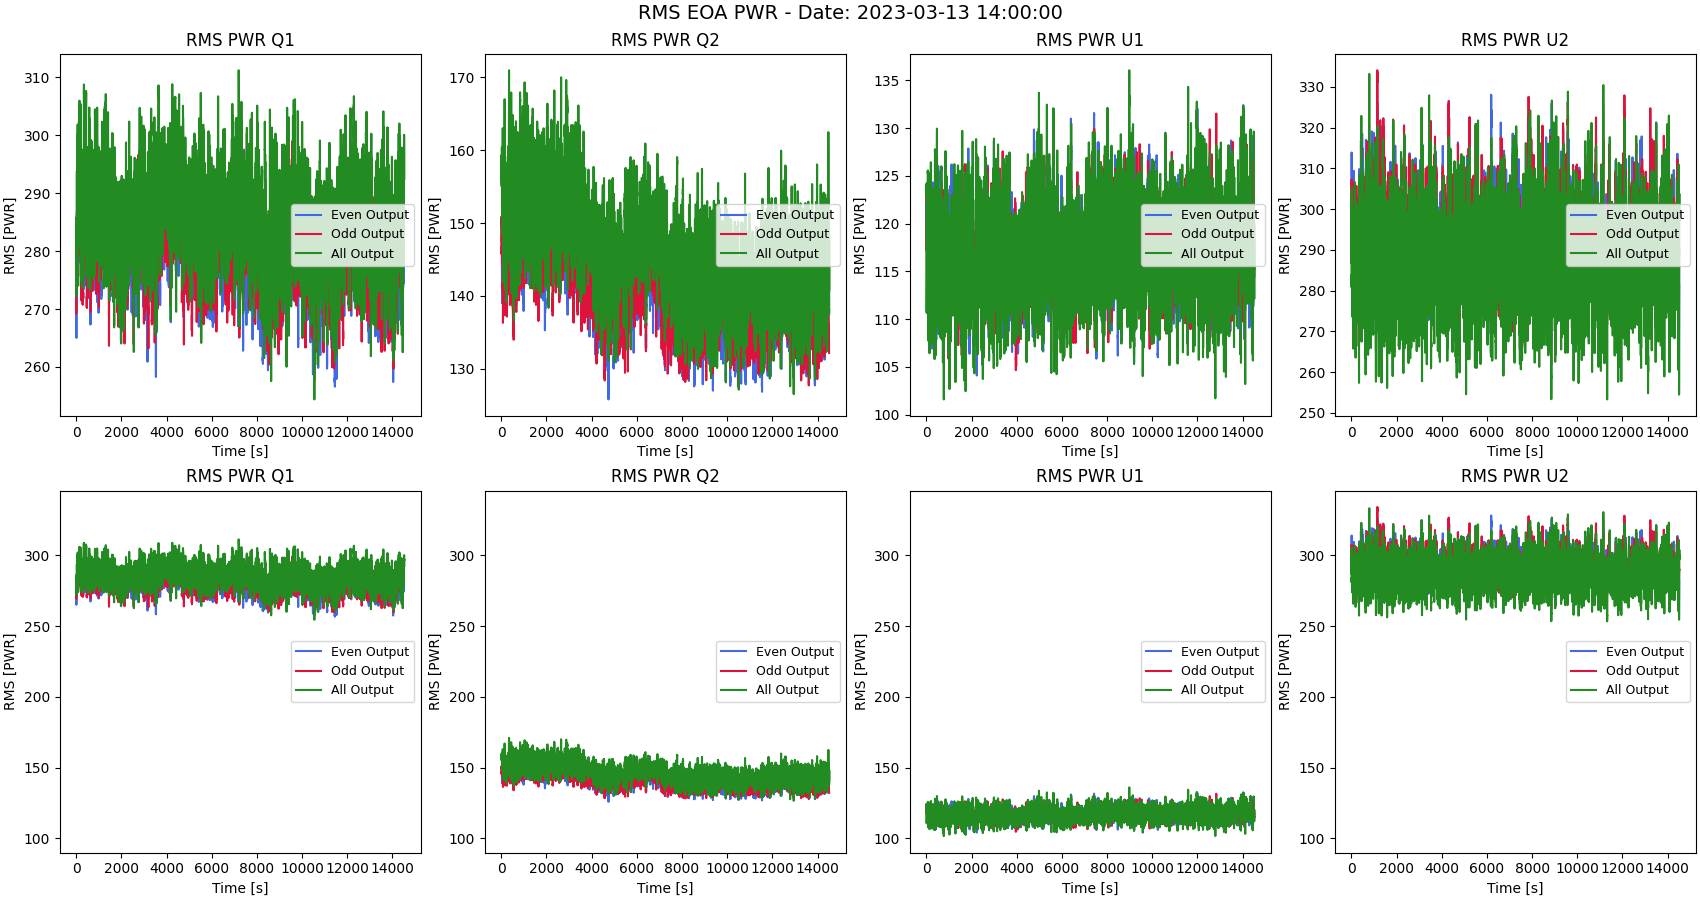 RMS EOA PWR - Date: 2023-03-13 14:00:00
RMS PWR Q1
RMS [PWR]
310
300
290
280
270
260
Even Output
Odd Output
All Output
0 2000 4000 6000 8000 10000 12000 14000
Time [s]
RMS PWR Q2
RMS [PWR]
170
160
150
140
130
Even Output
Odd Output
All Output
0 2000 4000 6000 8000 10000 12000 14000
Time [s]
RMS PWR U1
RMS [PWR]
135
130
125
120
115
110
105
100
Even Output
Odd Output
All Output
0 2000 4000 6000 8000 10000 12000 14000
Time [s]
RMS PWR U2
RMS [PWR]
330
320
310
300
290
280
270
260
250
Even Output
Odd Output
All Output
0 2000 4000 6000 8000 10000 12000 14000
Time [s]
RMS PWR Q1
RMS [PWR]
300
250
200
150
100
Even Output
Odd Output
All Output
0 2000 4000 6000 8000 10000 12000 14000
Time [s]
RMS PWR Q2
RMS [PWR]
300
250
200
150
100
Even Output
Odd Output
All Output
0 2000 4000 6000 8000 10000 12000 14000
Time [s]
RMS PWR U1
RMS [PWR]
300
250
200
150
100
Even Output
Odd Output
All Output
0 2000 4000 6000 8000 10000 12000 14000
Time [s]
RMS PWR U2
RMS [PWR]
300
250
200
150
100
Even Output
Odd Output
All Output
0 2000 4000 6000 8000 10000 12000 14000
Time [s]